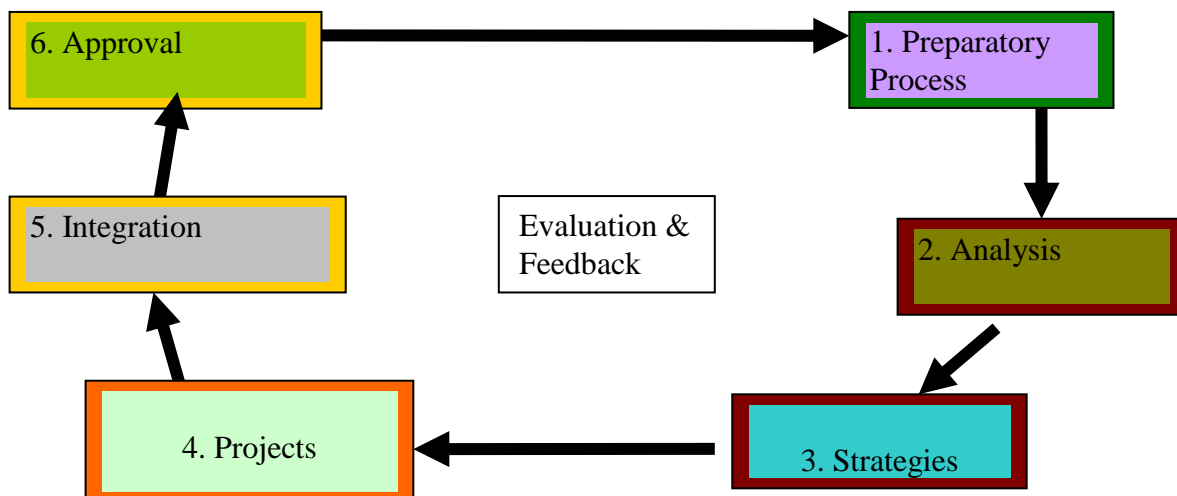 6. Approval
1. Preparatory
Process
5. Integration
Evaluation &
Feedback
2. Analysis
4. Projects
3. Strategies